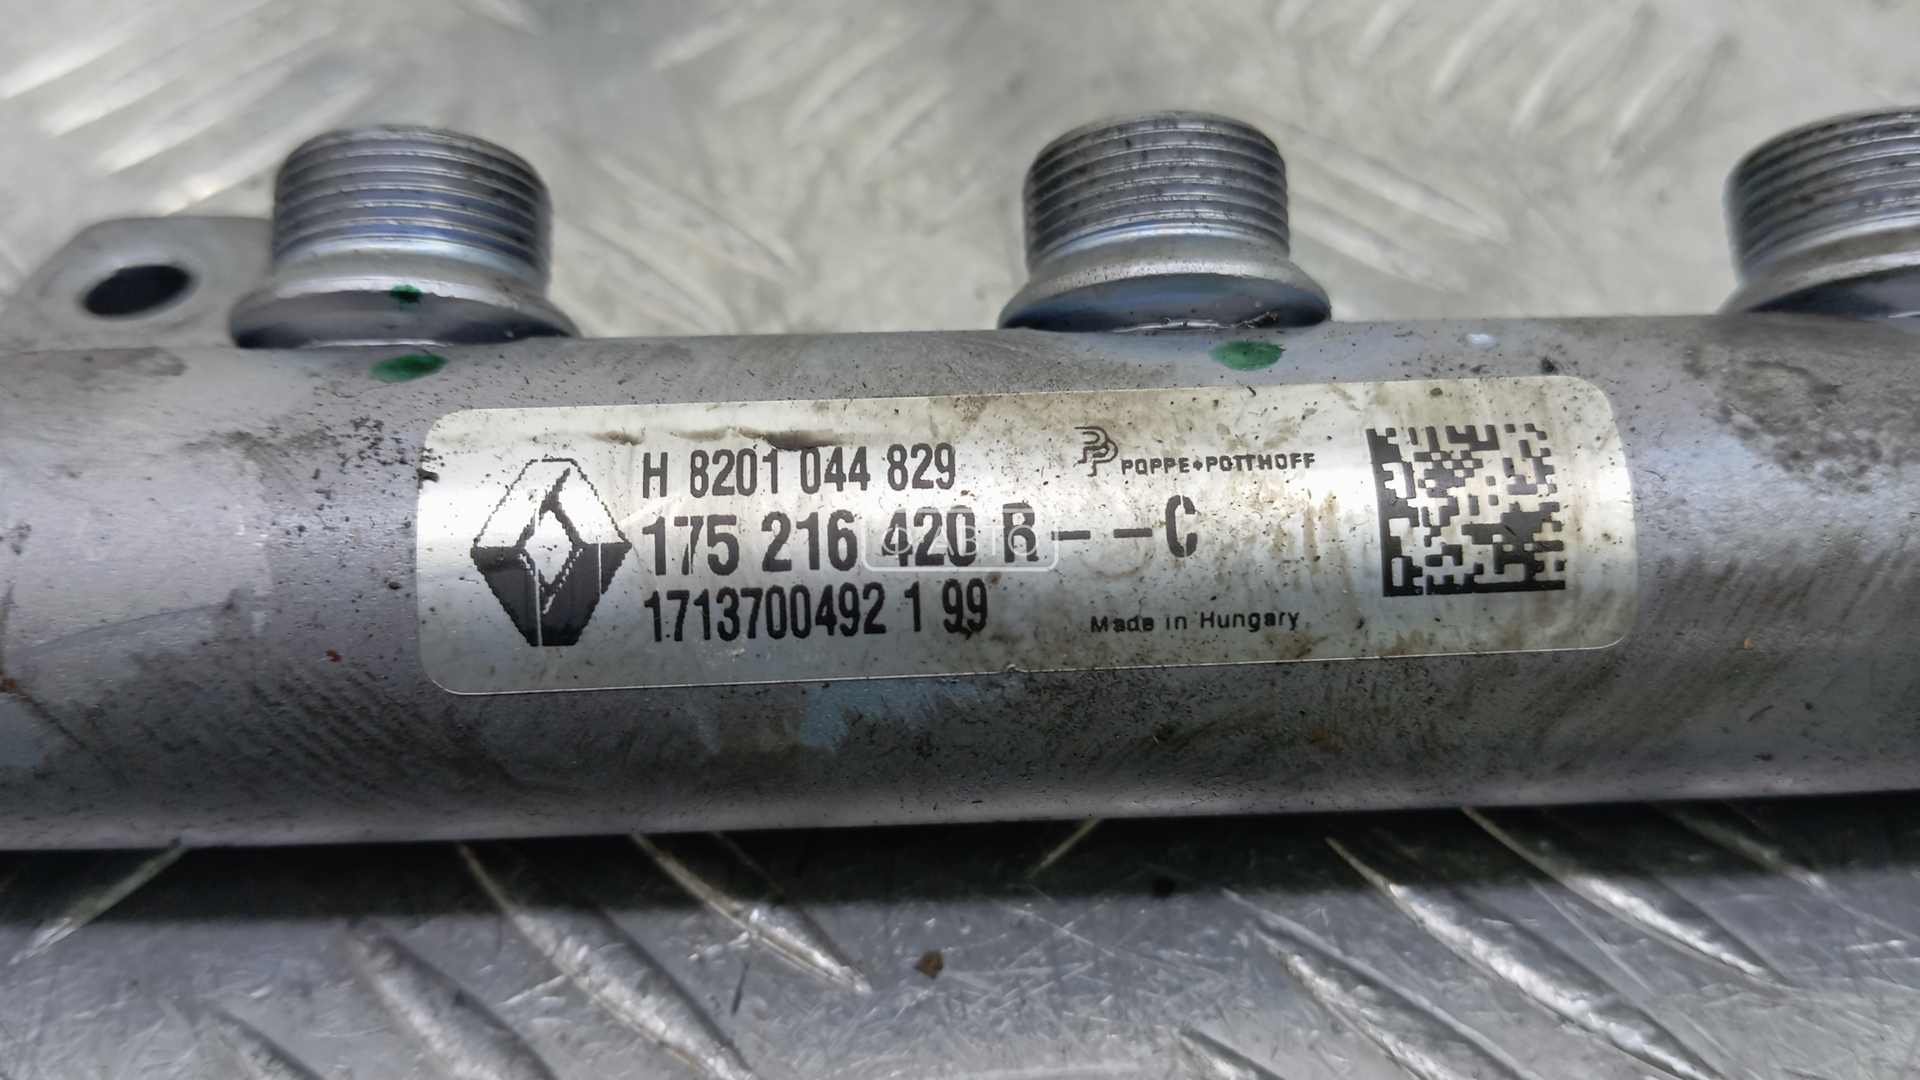 H 8201 044 829
175 216 420 R--C
1713700492 1 99
POPPE+POTTHOFF
Made in Hungary